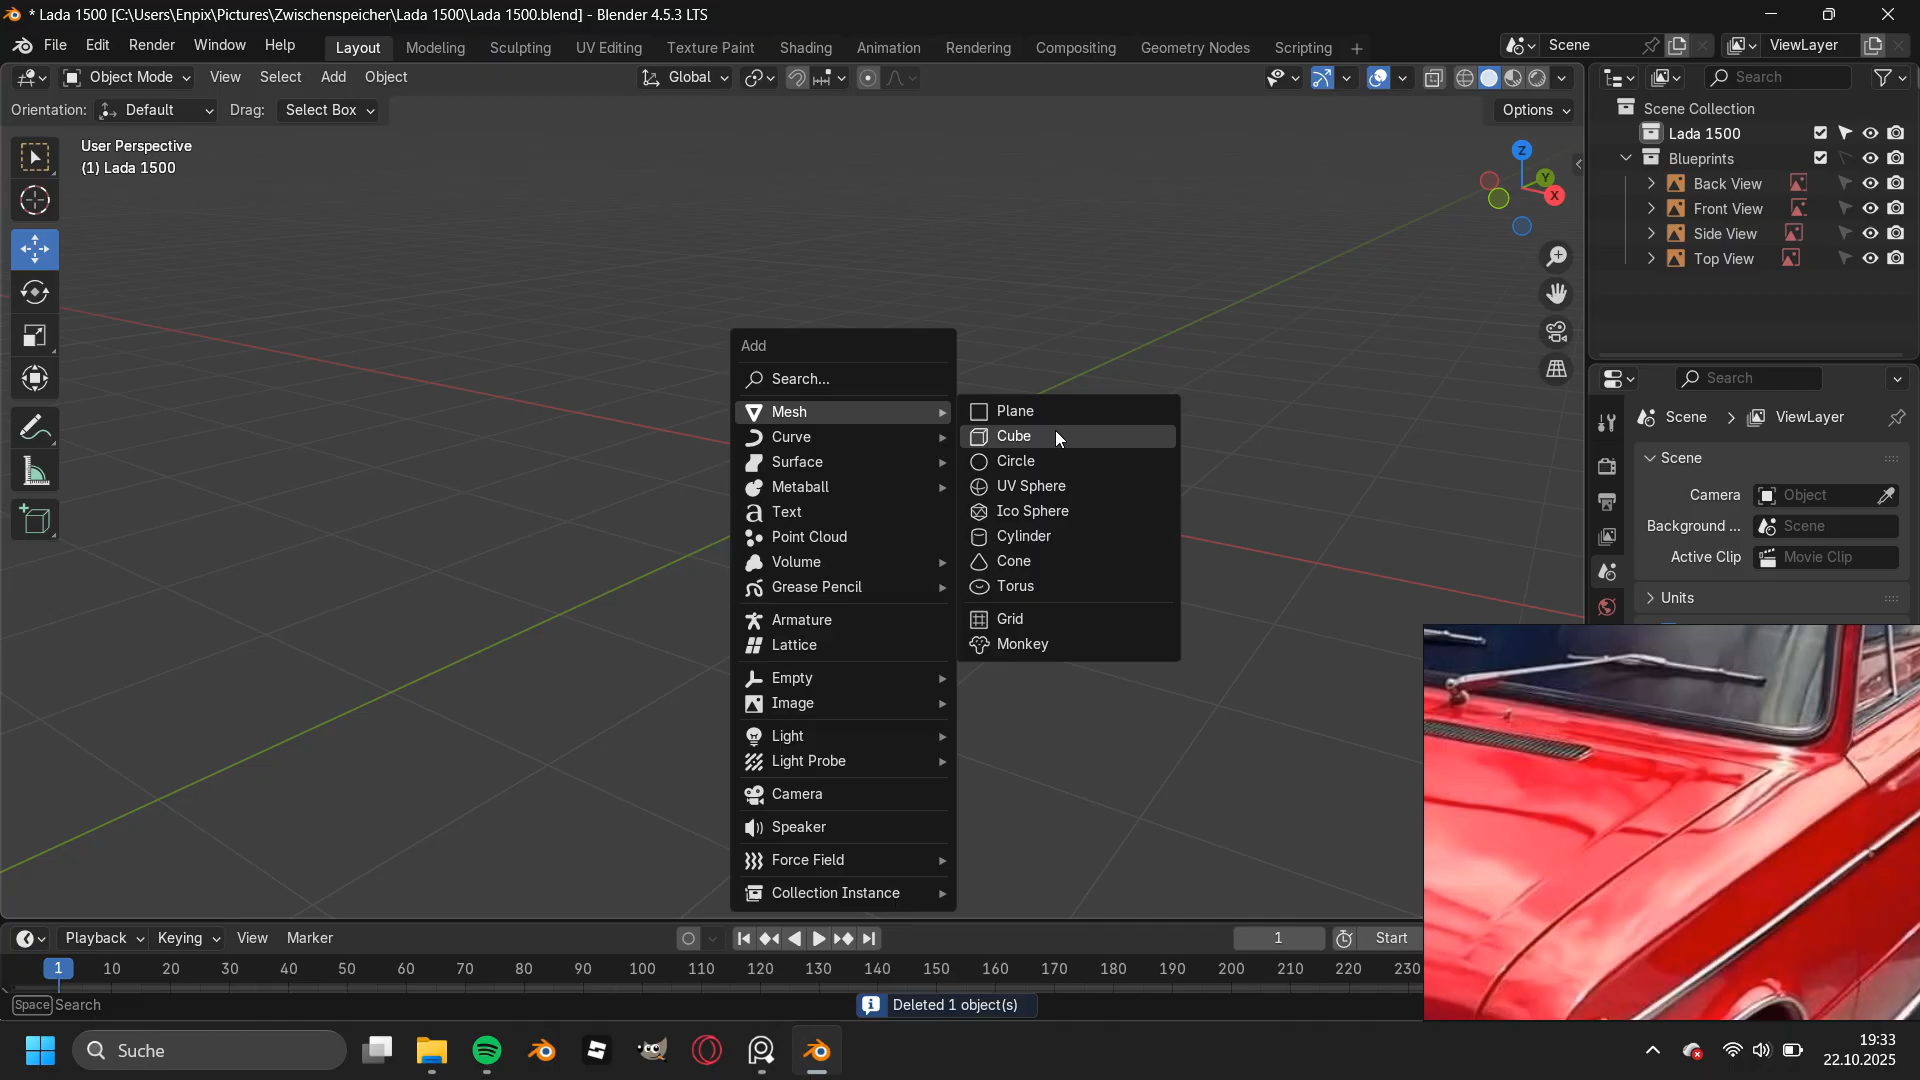 * Lada 1500 [C:\Users\Enpix\Pictures\Zwischenspeicher\Lada 1500\Lada 1500.blend] - Blender 4.5.3 LTS
File Edit Render Window Help Layout Modeling Sculpting UV Editing Texture Paint Shading Animation Rendering Compositing Geometry Nodes Scripting + Scene ViewLayer
Object Mode View Select Add Object Global Search
Orientation: Default Drag: Select Box Options
User Perspective
(1) Lada 1500
Z
Y
X
Scene Collection
Lada 1500
Blueprints
Back View
Front View
Side View
Top View
Add
Search...
Mesh
Curve
Surface
Metaball
Text
Point Cloud
Volume
Grease Pencil
Armature
Lattice
Empty
Image
Light
Light Probe
Camera
Speaker
Force Field
Collection Instance
Plane
Cube
Circle
UV Sphere
Ico Sphere
Cylinder
Cone
Torus
Grid
Monkey
Search
Scene ViewLayer
Scene
Camera Object
Background ... Scene
Active Clip Movie Clip
Units
Playback Keying View Marker 1 Start
1 10 20 30 40 50 60 70 80 90 100 110 120 130 140 150 160 170 180 190 200 210 220 230
Space Search
Deleted 1 object(s)
Suche
19:33
22.10.2025